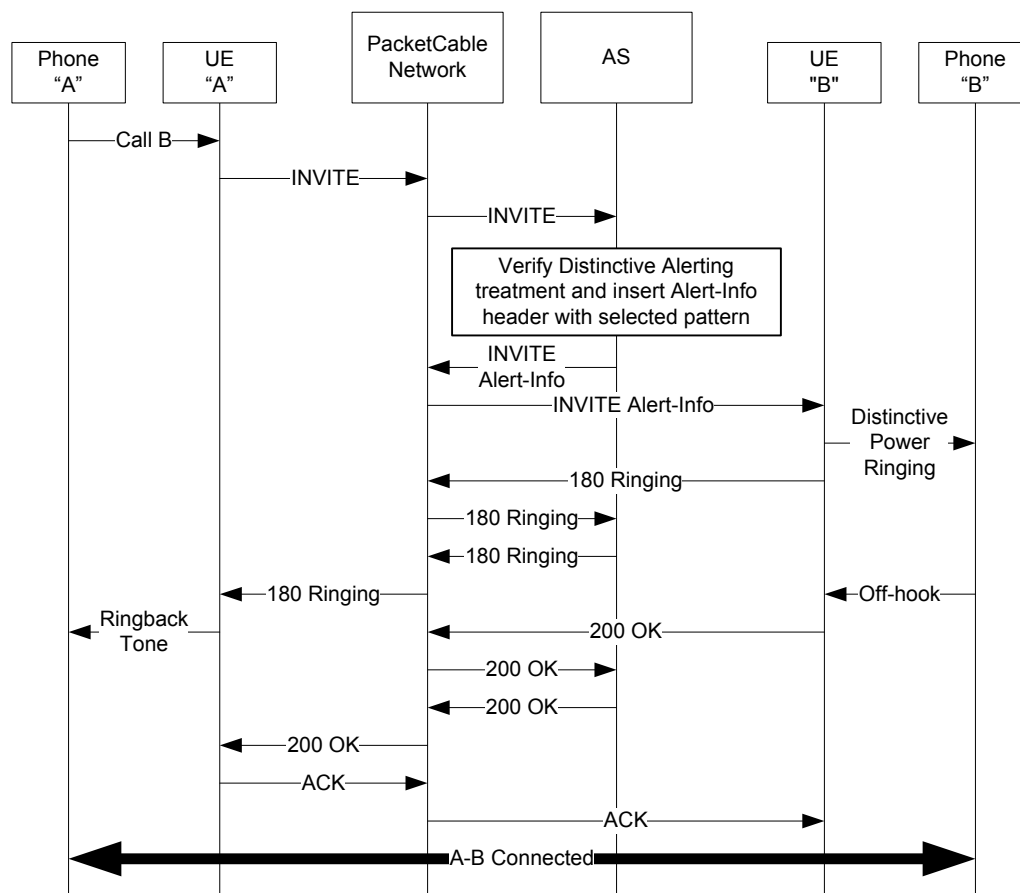 Phone
“A”
UE
“A”
PacketCable
Network
AS
UE
"B"
Phone
“B”
Call B
INVITE
INVITE
Verify Distinctive Alerting
treatment and insert Alert-Info
header with selected pattern
INVITE
Alert-Info
INVITE Alert-Info
Distinctive
Power
Ringing
180 Ringing
180 Ringing
180 Ringing
180 Ringing
Off-hook
Ringback
Tone
200 OK
200 OK
200 OK
200 OK
ACK
ACK
A-B Connected